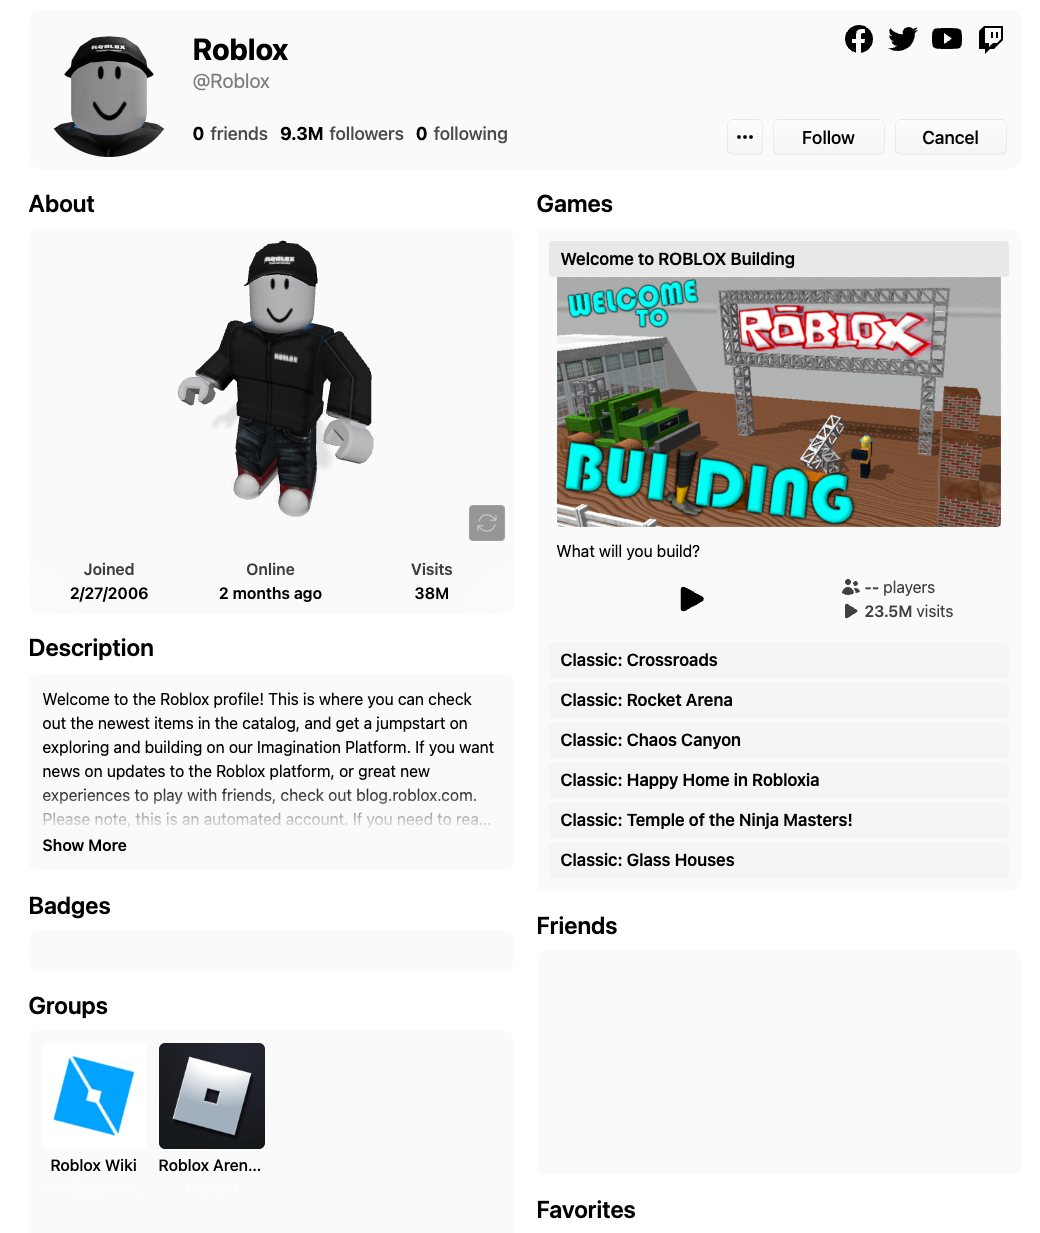 Roblox
@Roblox
0 friends 9.3M followers 0 following
Follow
Cancel
About
ROBLOX
Joined
2/27/2006
Online
2 months ago
Visits
38M
Description
Welcome to the Roblox profile! This is where you can check
out the newest items in the catalog, and get a jumpstart on
exploring and building on our Imagination Platform. If you want
news on updates to the Roblox platform, or great new
experiences to play with friends, check out blog.roblox.com.
Please note, this is an automated account. If you need to rea...
Show More
Badges
Groups
Roblox Wiki
Roblox Aren...
Games
Welcome to ROBLOX Building
WELCOME
TO
ROBLOX
BUILDING
What will you build?
-- players
23.5M visits
Classic: Crossroads
Classic: Rocket Arena
Classic: Chaos Canyon
Classic: Happy Home in Robloxia
Classic: Temple of the Ninja Masters!
Classic: Glass Houses
Friends
Favorites